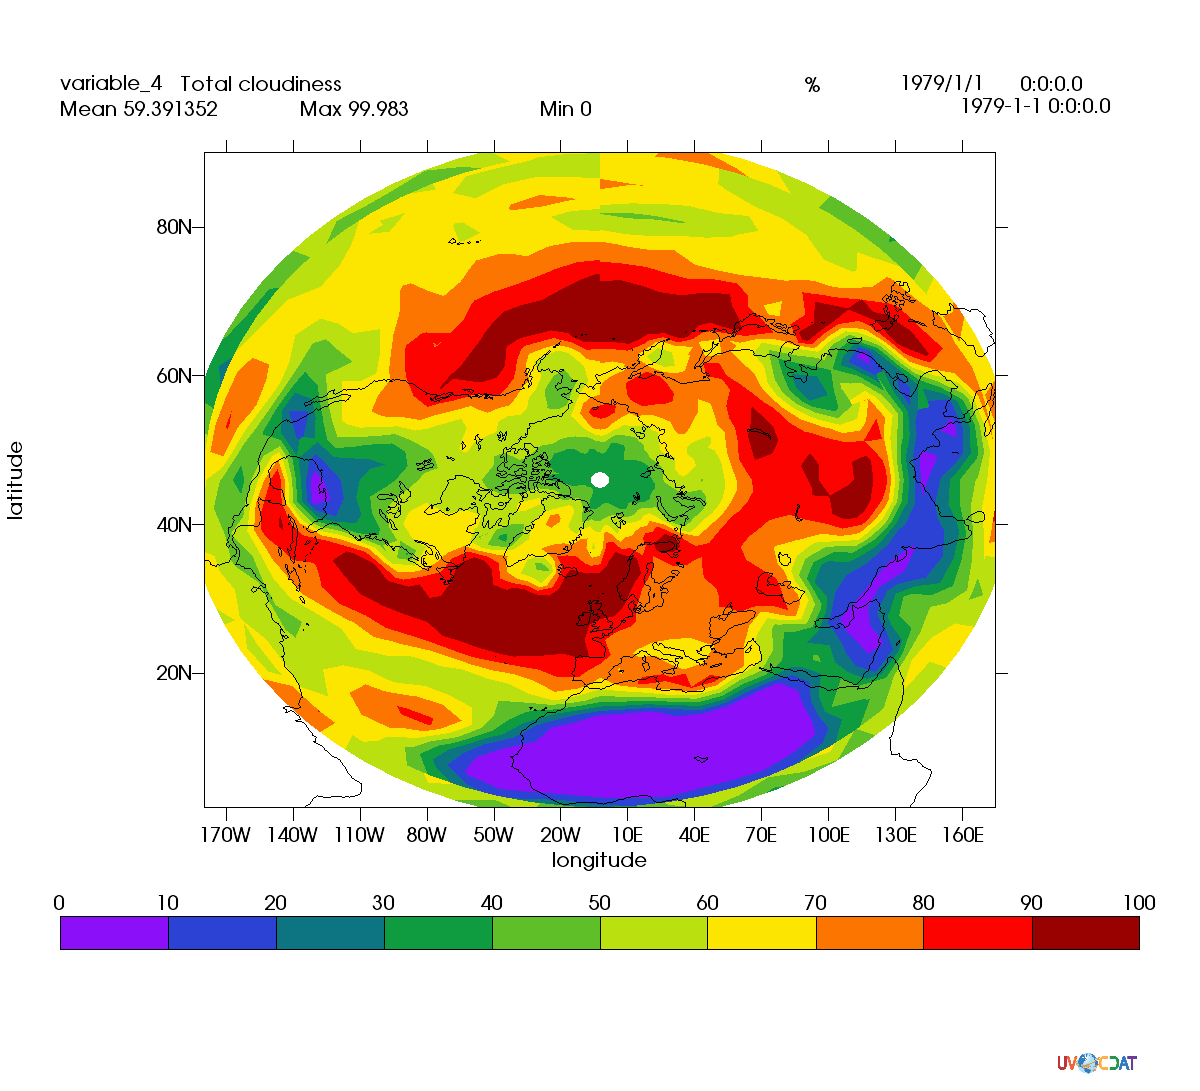 variable_4 Total cloudiness % 1979/1/1 0:0:0.0
Mean 59.391352 Max 99.983 Min 0 1979-1-1 0:0:0.0
80N
60N
latitude
40N
20N
170W 140W 110W 80W 50W 20W 10E 40E 70E 100E 130E 160E
longitude
0 10 20 30 40 50 60 70 80 90 100
UV CDAT